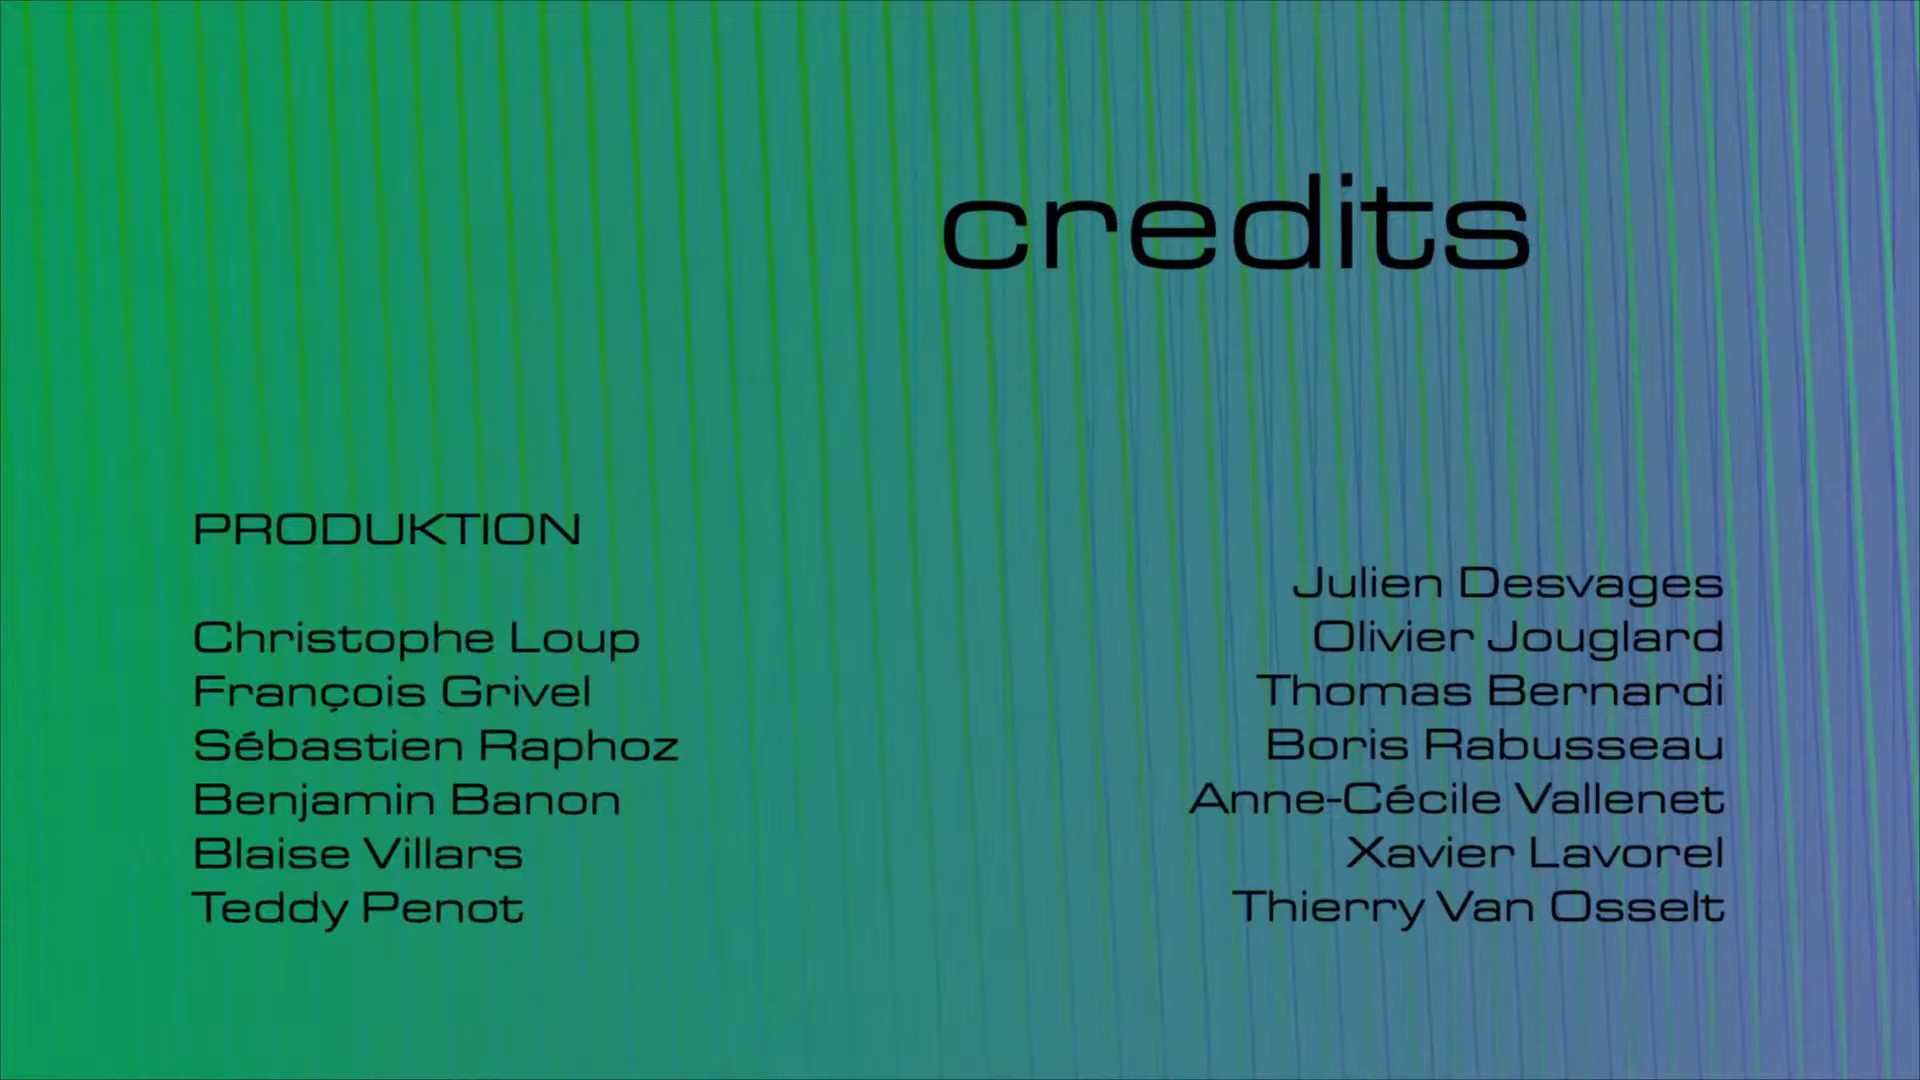 credits
PRODUKTION
Christophe Loup
François Grivel
Sébastien Raphoz
Benjamin Banon
Blaise Villars
Teddy Penot
Julien Desvages
Olivier Jouglard
Thomas Bernardi
Boris Rabusseau
Anne-Cécile Vallenet
Xavier Lavorel
Thierry Van Osselt